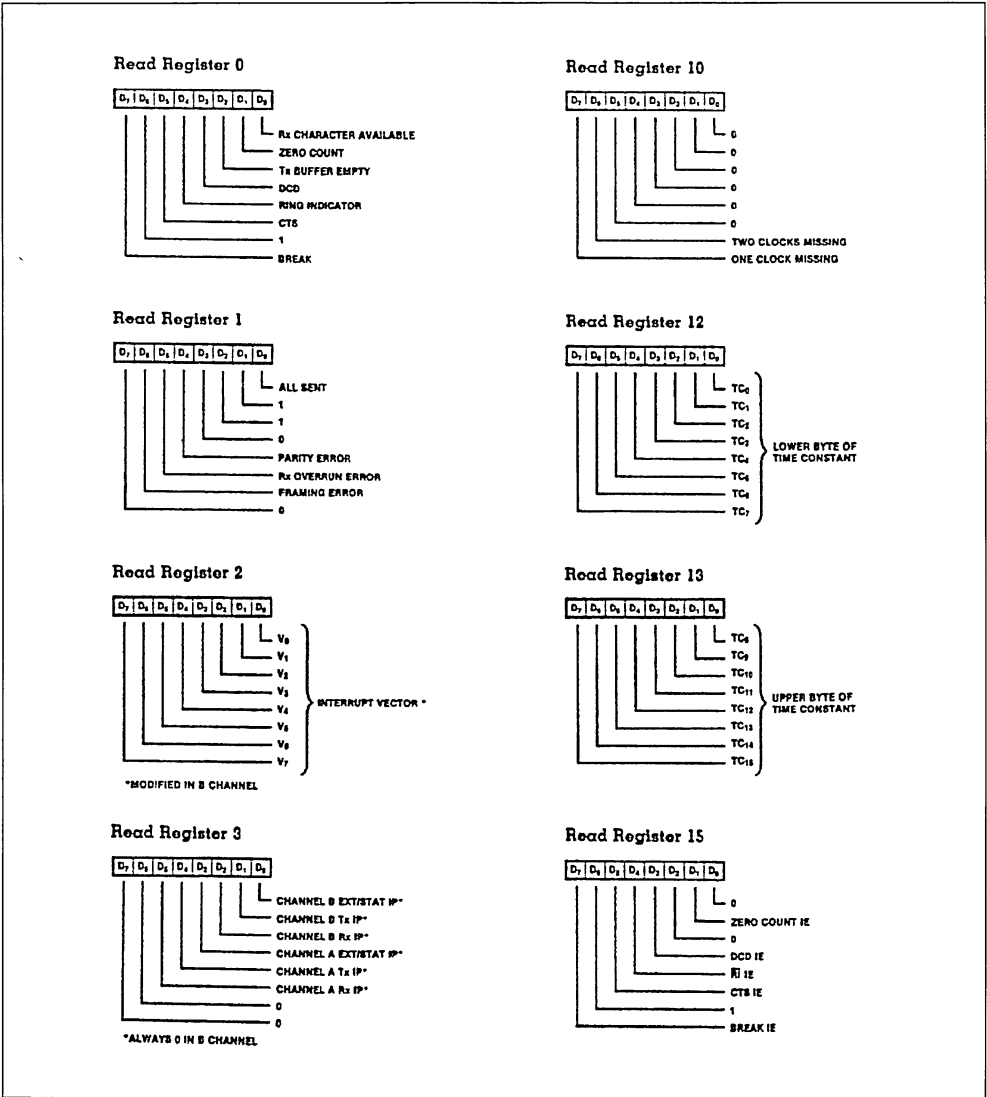 Read Register 0
D7 D6 D5 D4 D3 D2 D1 D0
Rx CHARACTER AVAILABLE
ZERO COUNT
Tx BUFFER EMPTY
DCD
RING INDICATOR
CTS
1
BREAK
Read Register 1
D7 D6 D5 D4 D3 D2 D1 D0
ALL SENT
1
1
0
PARITY ERROR
Rx OVERRUN ERROR
FRAMING ERROR
0
Read Register 2
D7 D6 D5 D4 D3 D2 D1 D0
V0
V1
V2
V3
V4
V5
V6
V7
INTERRUPT VECTOR *
*MODIFIED IN B CHANNEL
Read Register 3
D7 D6 D5 D4 D3 D2 D1 D0
CHANNEL B EXT/STAT IP*
CHANNEL B Tx IP*
CHANNEL B Rx IP*
CHANNEL A EXT/STAT IP*
CHANNEL A Tx IP*
CHANNEL A Rx IP*
0
0
*ALWAYS 0 IN B CHANNEL
Read Register 10
D7 D6 D5 D4 D3 D2 D1 D0
0
0
0
0
0
0
TWO CLOCKS MISSING
ONE CLOCK MISSING
Read Register 12
D7 D6 D5 D4 D3 D2 D1 D0
TC0
TC1
TC2
TC3
TC4
TC5
TC6
TC7
LOWER BYTE OF
TIME CONSTANT
Read Register 13
D7 D6 D5 D4 D3 D2 D1 D0
TC8
TC9
TC10
TC11
TC12
TC13
TC14
TC15
UPPER BYTE OF
TIME CONSTANT
Read Register 15
D7 D6 D5 D4 D3 D2 D1 D0
0
ZERO COUNT IE
0
DCD IE
R̅I̅ IE
CTS IE
1
BREAK IE